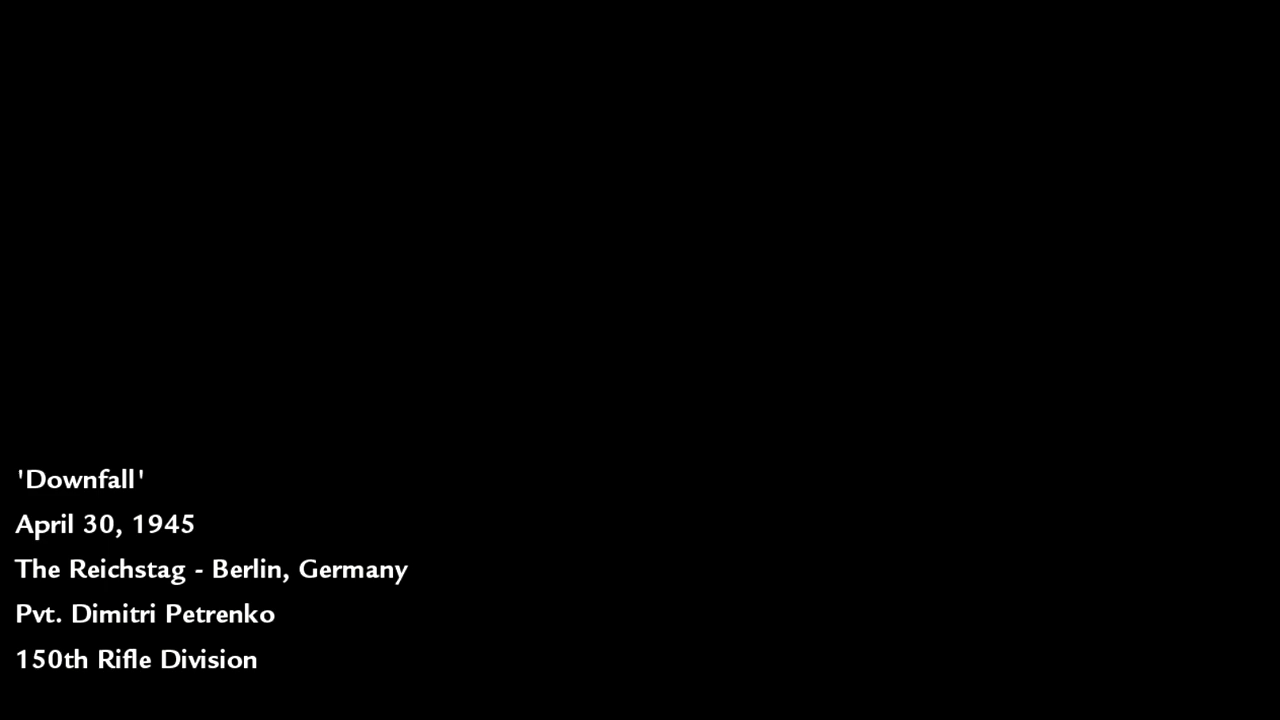 'Downfall'
April 30, 1945
The Reichstag - Berlin, Germany
Pvt. Dimitri Petrenko
150th Rifle Division